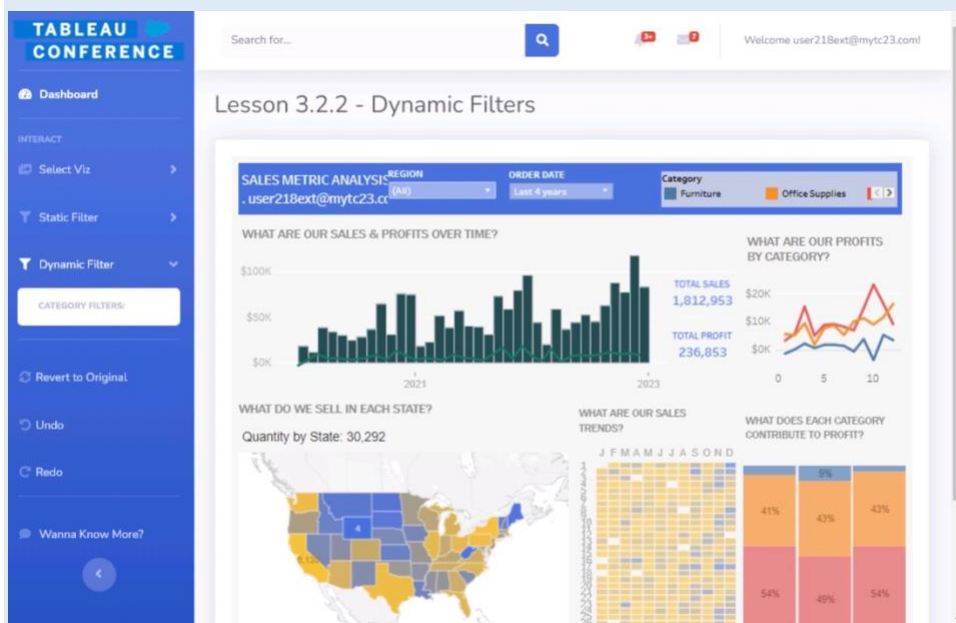 TABLEAU
CONFERENCE
Search for...
3+
7
Welcome user218ext@mytc23.com!
Dashboard
INTERACT
Select Viz
Static Filter
Dynamic Filter
CATEGORY FILTERS:
Revert to Original
Undo
Redo
Wanna Know More?
Lesson 3.2.2 - Dynamic Filters
SALES METRIC ANALYSIS
. user218ext@mytc23.cc
REGION
(All)
ORDER DATE
Last 4 years
Category
Furniture
Office Supplies
WHAT ARE OUR SALES & PROFITS OVER TIME?
$100K
$50K
$0K
2021
2023
TOTAL SALES
1,812,953
TOTAL PROFIT
236,853
WHAT ARE OUR PROFITS
BY CATEGORY?
$20K
$10K
$0K
0 5 10
WHAT DO WE SELL IN EACH STATE?
Quantity by State: 30,292
4
WHAT ARE OUR SALES
TRENDS?
J F M A M J J A S O N D
WHAT DOES EACH CATEGORY
CONTRIBUTE TO PROFIT?
9%
41% 43% 43%
54% 49% 54%